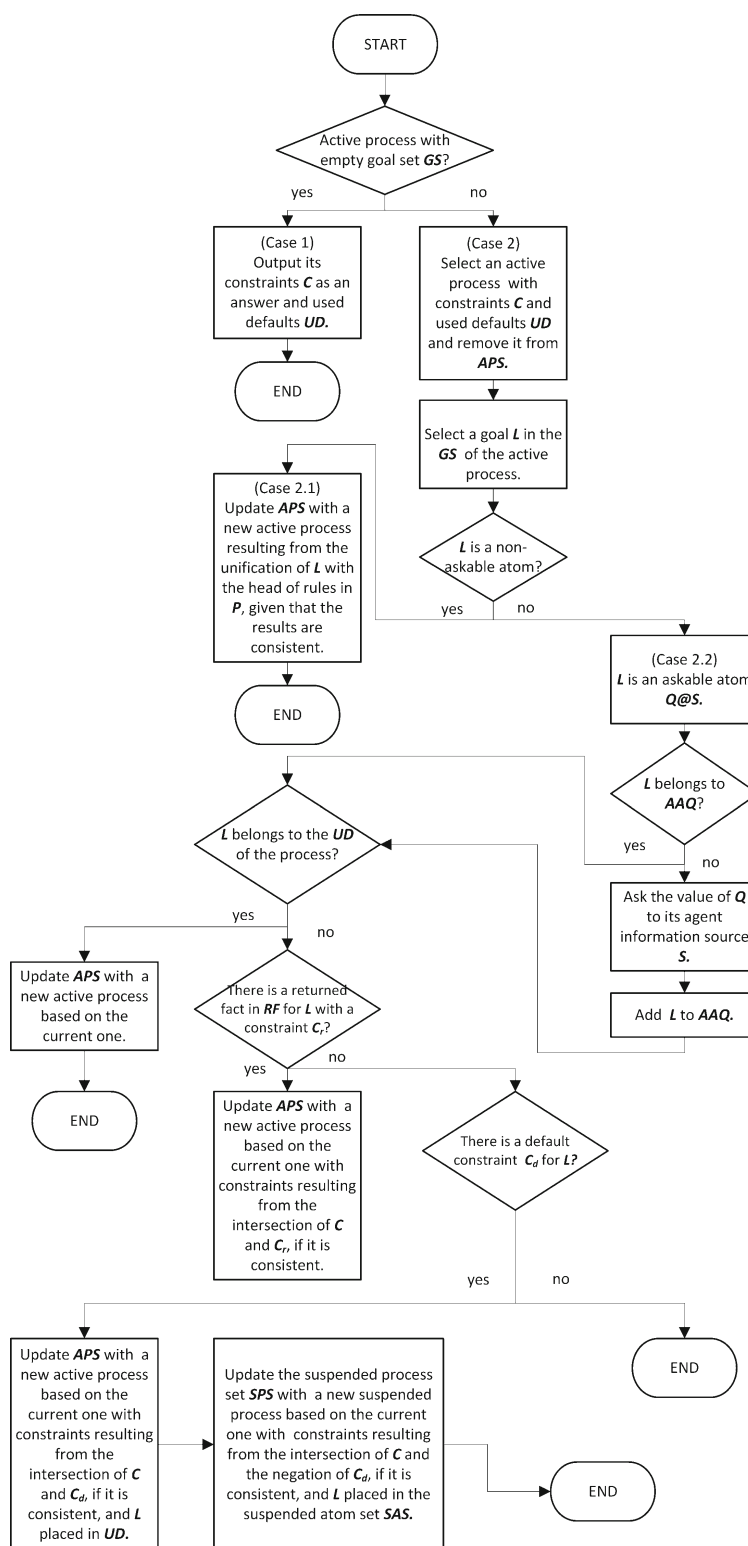 START
Active process with
empty goal set GS?
yes
no
(Case 1)
Output its
constraints C as an
answer and used
defaults UD.
END
(Case 2)
Select an active
process with
constraints C and
used defaults UD
and remove it from
APS.
Select a goal L in the
GS of the active
process.
L is a non-
askable atom?
yes
no
(Case 2.1)
Update APS with a
new active process
resulting from the
unification of L with
the head of rules in
P, given that the
results are
consistent.
END
(Case 2.2)
L is an askable atom
Q@S.
L belongs to
AAQ?
yes
no
Ask the value of Q
to its agent
information source
S.
Add L to AAQ.
L belongs to the UD
of the process?
yes
no
Update APS with a
new active process
based on the
current one.
END
There is a returned
fact in RF for L with a
constraint Cr?
yes
no
Update APS with a
new active process
based on the
current one with
constraints resulting
from the
intersection of C
and Cr, if it is
consistent.
There is a default
constraint Cd for L?
yes
no
END
Update APS with a
new active process
based on the
current one with
constraints resulting
from the
intersection of C
and Cd, if it is
consistent, and L
placed in UD.
Update the suspended process
set SPS with a new suspended
process based on the current
one with constraints resulting
from the intersection of C and
the negation of Cd, if it is
consistent, and L placed in the
suspended atom set SAS.
END